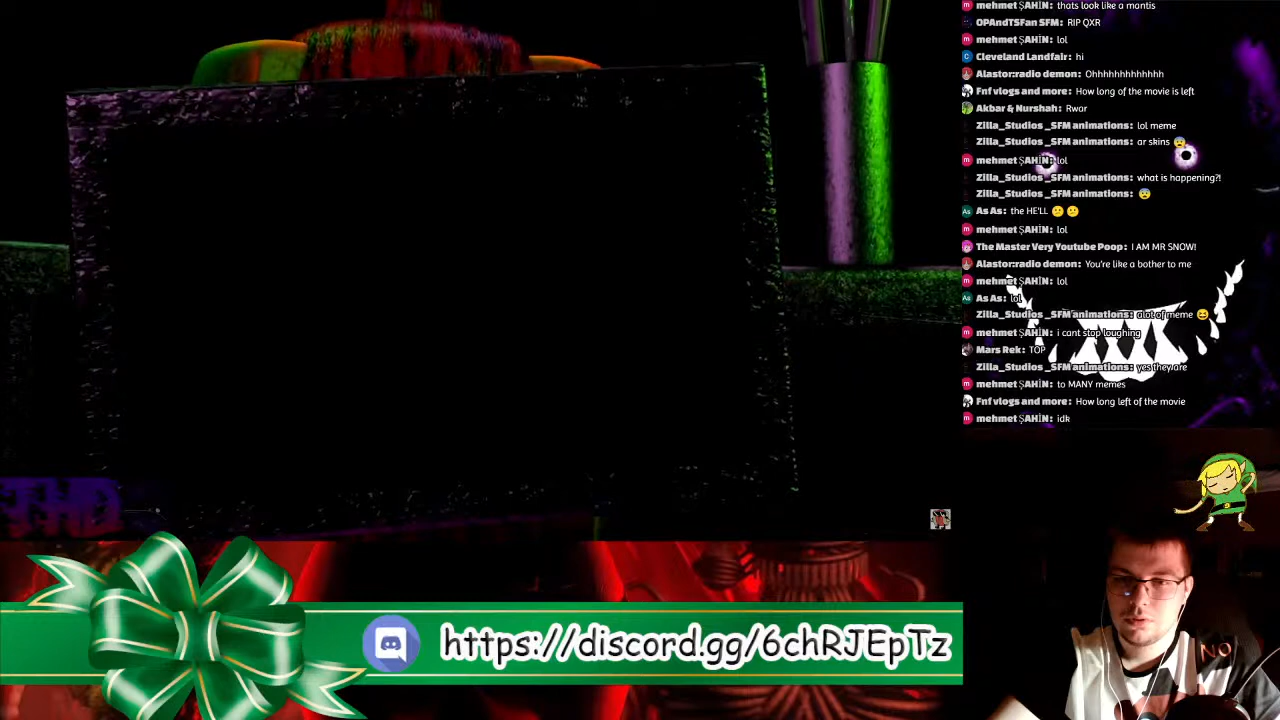 mehmet ŞAHİN: thats look like a mantis
OPAndTSFan SFM: RIP QXR
mehmet ŞAHİN: lol
Cleveland Landfair: hi
Alastor:radio demon: Ohhhhhhhhhhhh
Fnf vlogs and more: How long of the movie is left
Akbar & Nurshah: Rwor
Zilla_Studios _SFM animations: lol meme
Zilla_Studios _SFM animations: ar skins 😨
mehmet ŞAHİN: lol
Zilla_Studios _SFM animations: what is happening?!
Zilla_Studios _SFM animations: 😨
As As: the HE'LL 🤨 🤨
mehmet ŞAHİN: lol
The Master Very Youtube Poop: I AM MR SNOW!
Alastor:radio demon: You're like a bother to me
mehmet ŞAHİN: lol
As As: lol
Zilla_Studios _SFM animations: alot of meme 😆
mehmet ŞAHİN: i cant stop loughing
Mars Rek: TOP
Zilla_Studios _SFM animations: yes they are
mehmet ŞAHİN: to MANY memes
Fnf vlogs and more: How long left of the movie
mehmet ŞAHİN: idk
https://discord.gg/6chRJEpTz
NO